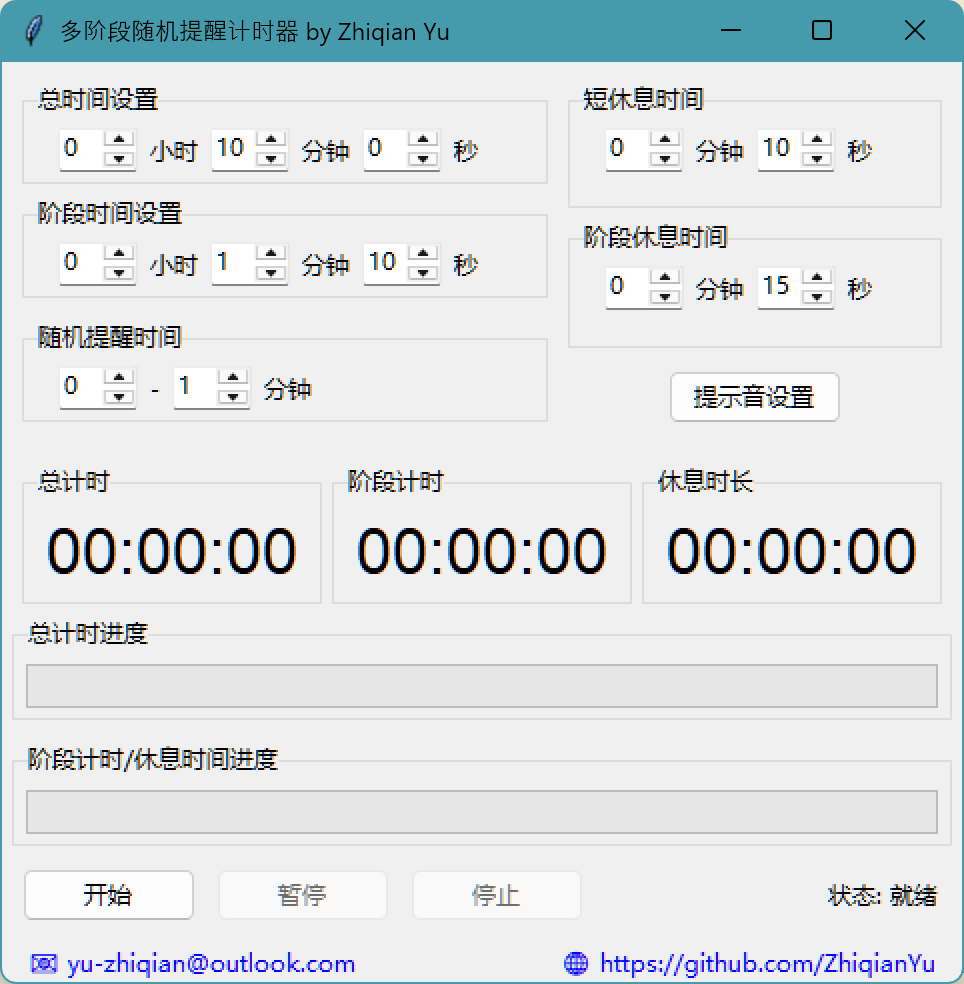 多阶段随机提醒计时器 by Zhiqian Yu
总时间设置
0 小时 10 分钟 0 秒
阶段时间设置
0 小时 1 分钟 10 秒
随机提醒时间
0 - 1 分钟
短休息时间
0 分钟 10 秒
阶段休息时间
0 分钟 15 秒
提示音设置
总计时
00:00:00
阶段计时
00:00:00
休息时长
00:00:00
总计时进度
阶段计时/休息时间进度
开始 暂停 停止 状态: 就绪
yu-zhiqian@outlook.com https://github.com/ZhiqianYu